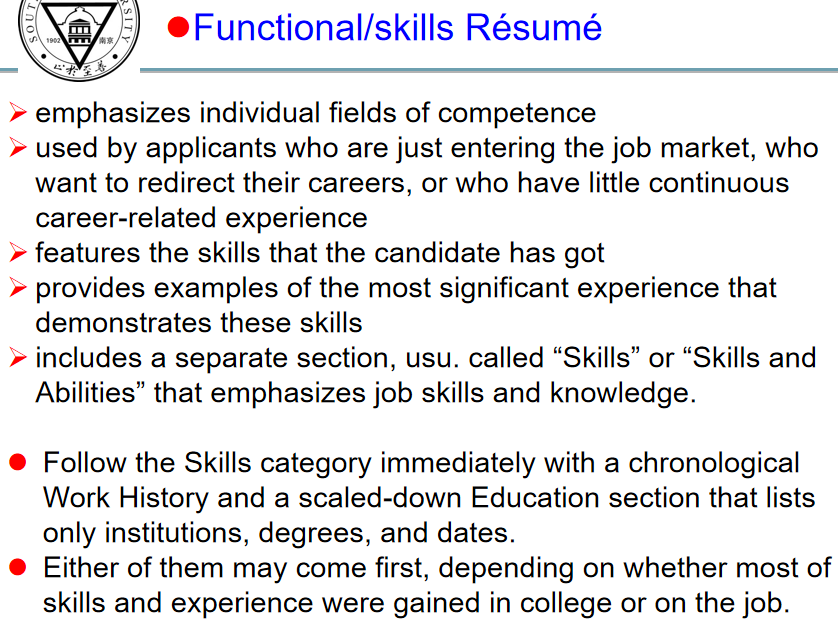 SOUT
ERSITY
1902 南京
止於至善
Functional/skills Résumé
emphasizes individual fields of competence
used by applicants who are just entering the job market, who
want to redirect their careers, or who have little continuous
career-related experience
features the skills that the candidate has got
provides examples of the most significant experience that
demonstrates these skills
includes a separate section, usu. called “Skills” or “Skills and
Abilities” that emphasizes job skills and knowledge.
Follow the Skills category immediately with a chronological
Work History and a scaled-down Education section that lists
only institutions, degrees, and dates.
Either of them may come first, depending on whether most of
skills and experience were gained in college or on the job.